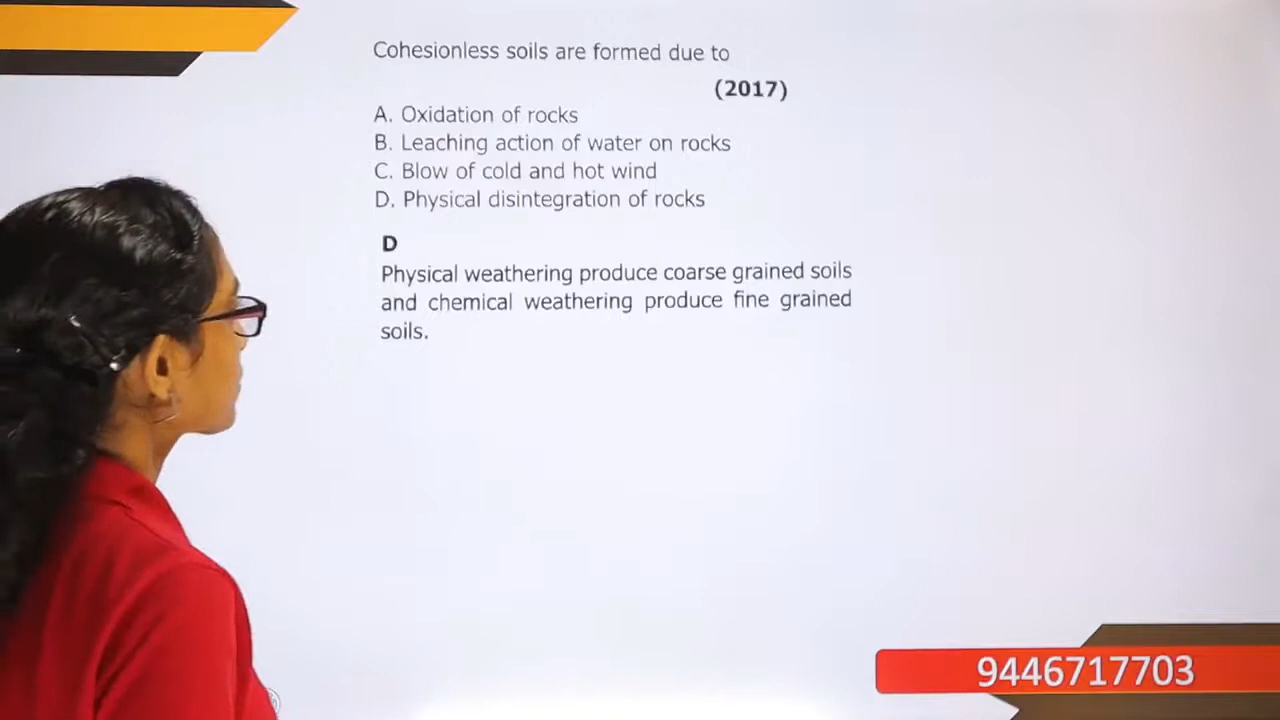 Cohesionless soils are formed due to
(2017)
A. Oxidation of rocks
B. Leaching action of water on rocks
C. Blow of cold and hot wind
D. Physical disintegration of rocks
D
Physical weathering produce coarse grained soils
and chemical weathering produce fine grained
soils.
9446717703